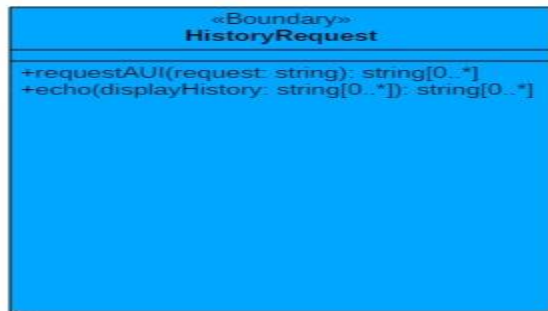 «Boundary»
HistoryRequest
+requestAUI(request: string): string[0..*]
+echo(displayHistory: string[0..*]): string[0..*]